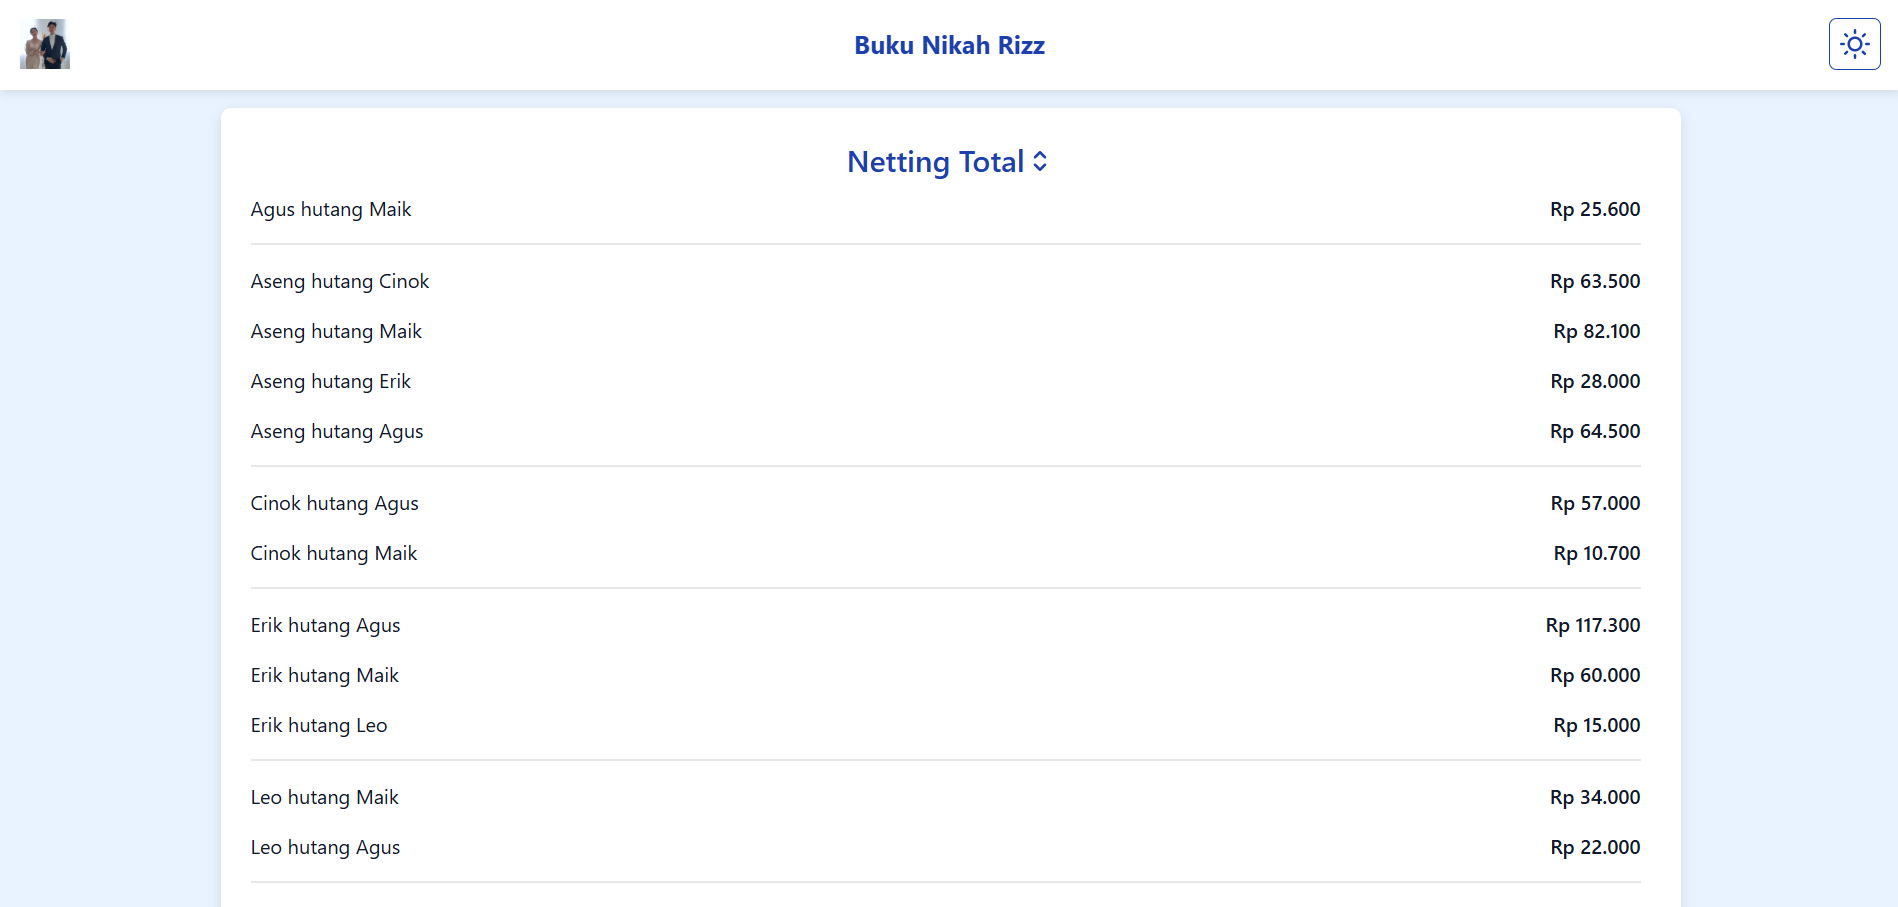 Buku Nikah Rizz
Netting Total
Agus hutang Maik Rp 25.600
Aseng hutang Cinok Rp 63.500
Aseng hutang Maik Rp 82.100
Aseng hutang Erik Rp 28.000
Aseng hutang Agus Rp 64.500
Cinok hutang Agus Rp 57.000
Cinok hutang Maik Rp 10.700
Erik hutang Agus Rp 117.300
Erik hutang Maik Rp 60.000
Erik hutang Leo Rp 15.000
Leo hutang Maik Rp 34.000
Leo hutang Agus Rp 22.000